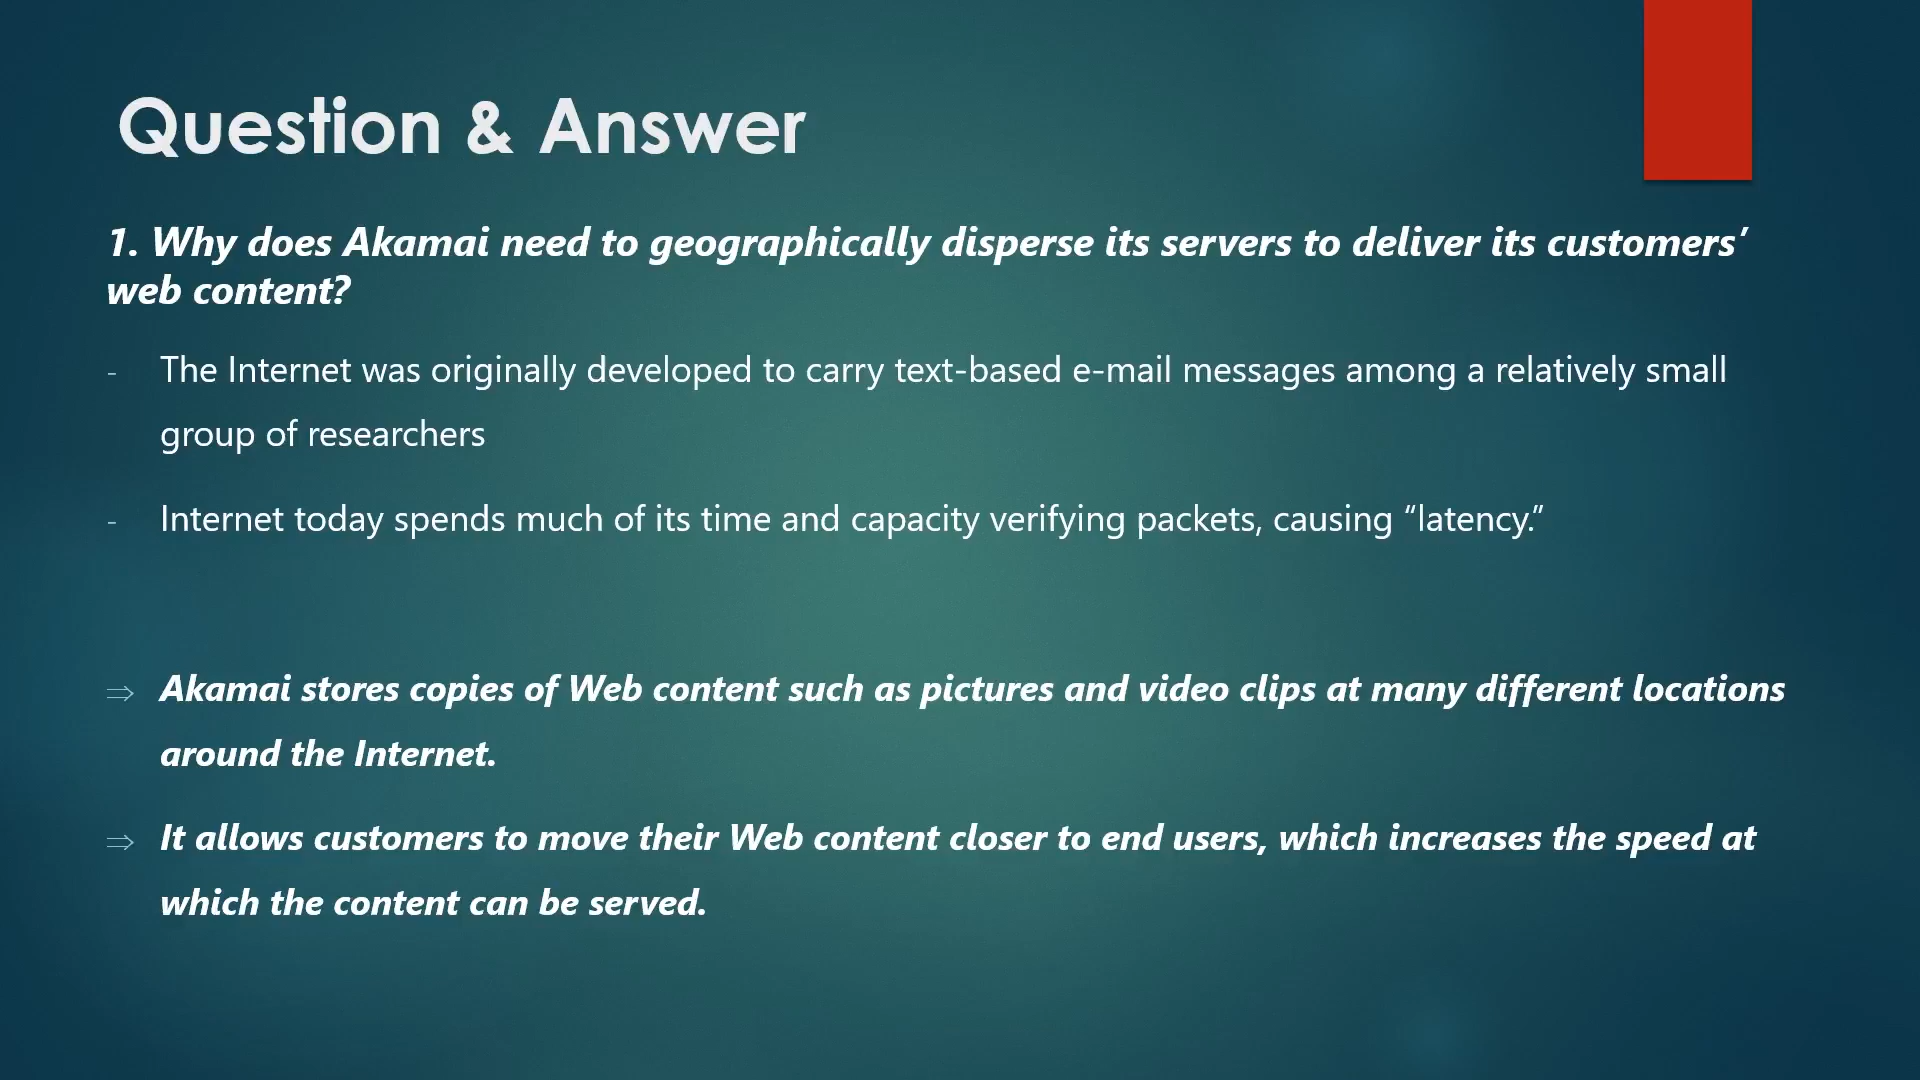 Question & Answer
1. Why does Akamai need to geographically disperse its servers to deliver its customers’
web content?
- The Internet was originally developed to carry text-based e-mail messages among a relatively small
group of researchers
- Internet today spends much of its time and capacity verifying packets, causing “latency.”
⇒ Akamai stores copies of Web content such as pictures and video clips at many different locations
around the Internet.
⇒ It allows customers to move their Web content closer to end users, which increases the speed at
which the content can be served.